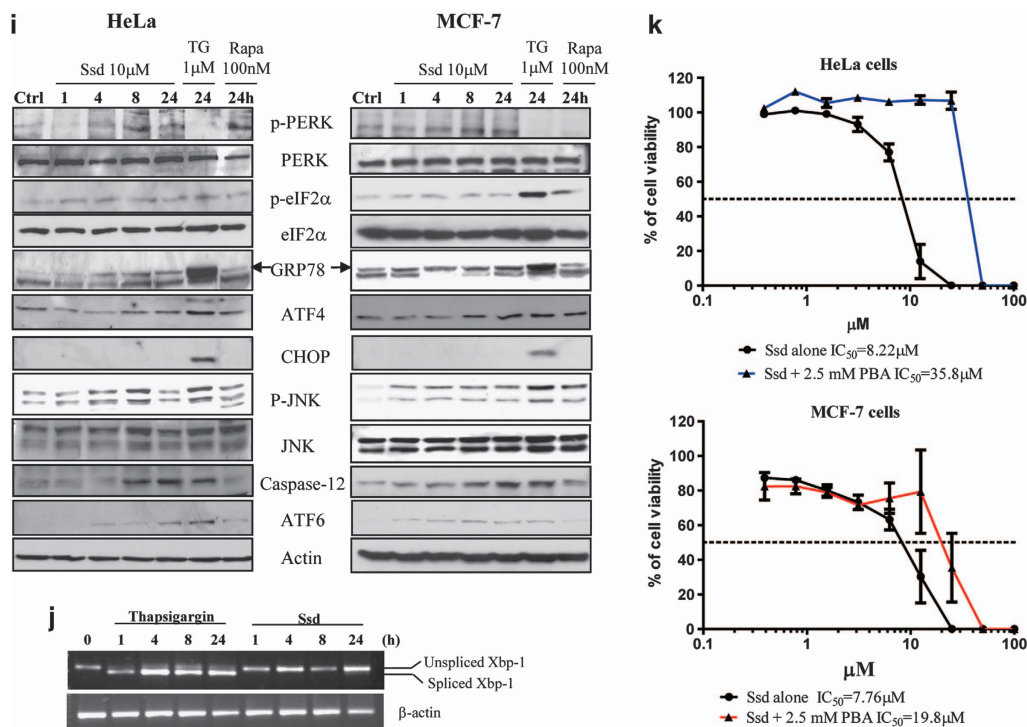 i
HeLa
MCF-7
Ssd 10μM
TG
1μM
Rapa
100nM
Ssd 10μM
TG
1μM
Rapa
100nM
Ctrl 1 4 8 24 24 24h
Ctrl 1 4 8 24 24 24h
p-PERK
PERK
p-eIF2α
eIF2α
GRP78
ATF4
CHOP
P-JNK
JNK
Caspase-12
ATF6
Actin
j
Thapsigargin Ssd
0 1 4 8 24 1 4 8 24 (h)
Unspliced Xbp-1
Spliced Xbp-1
β-actin
k
HeLa cells
% of cell viability
120
100
80
60
40
20
0
0.1 1 10 100
μM
Ssd alone IC50=8.22μM
Ssd + 2.5 mM PBA IC50=35.8μM
MCF-7 cells
% of cell viability
120
100
80
60
40
20
0
0.1 1 10 100
μM
Ssd alone IC50=7.76μM
Ssd + 2.5 mM PBA IC50=19.8μM